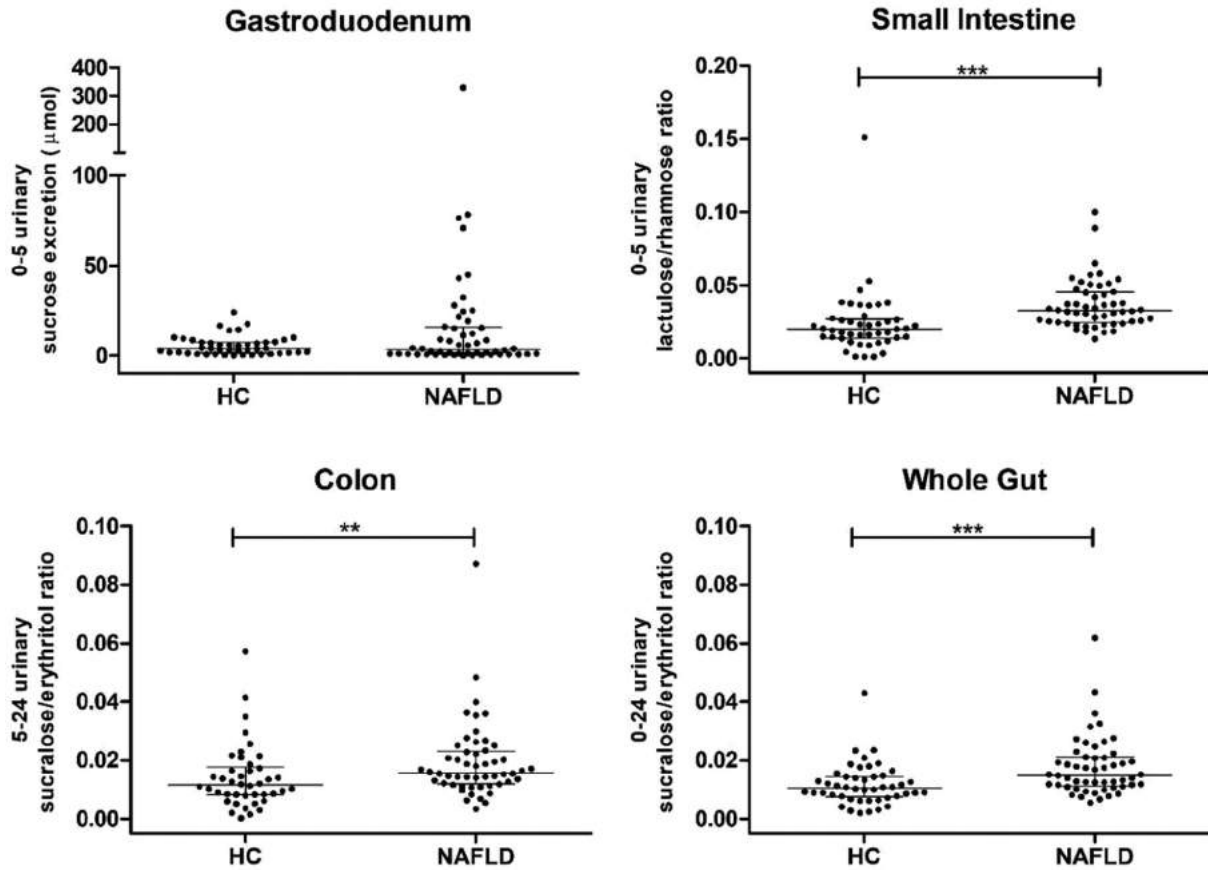 Gastroduodenum
0-5 urinary
sucrose excretion ( μmol)
400
300
200
100
50
0
HC
NAFLD
Small Intestine
0-5 urinary
lactulose/rhamnose ratio
0.20
0.15
0.10
0.05
0.00
***
HC
NAFLD
Colon
5-24 urinary
sucralose/erythritol ratio
0.10
0.08
0.06
0.04
0.02
0.00
**
HC
NAFLD
Whole Gut
0-24 urinary
sucralose/erythritol ratio
0.10
0.08
0.06
0.04
0.02
0.00
***
HC
NAFLD